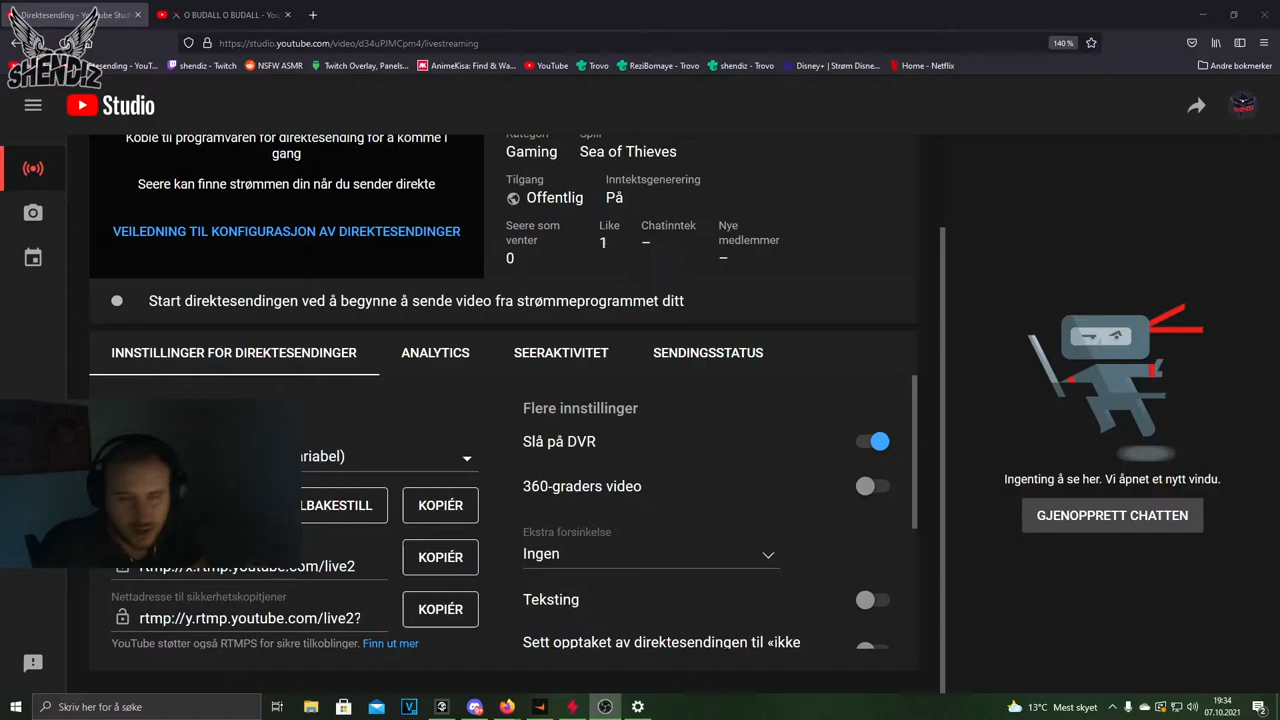 Direktesending - YouTube Studi
O BUDALL O BUDALL - You
SHENDIZ
https://studio.youtube.com/video/d34uPJMCpm4/livestreaming
140 %
sending - YouT...
shendiz - Twitch
NSFW ASMR
Twitch Overlay, Panels...
AnimeKisa: Find & Wa...
YouTube
Trovo
ReziBomaye - Trovo
shendiz - Trovo
Disney+ | Strøm Disne...
Home - Netflix
Andre bokmerker
Studio
Koble til programvaren for direktesending for å komme i
gang
Seere kan finne strømmen din når du sender direkte
VEILEDNING TIL KONFIGURASJON AV DIREKTESENDINGER
Kategori
Spill
Gaming
Sea of Thieves
Tilgang
Inntektsgenerering
Offentlig
På
Seere som
venter
Like
Chatinntek
Nye
medlemmer
0
1
–
–
Start direktesendingen ved å begynne å sende video fra strømmeprogrammet ditt
INNSTILLINGER FOR DIREKTESENDINGER
ANALYTICS
SEERAKTIVITET
SENDINGSSTATUS
ariabel)
LBAKESTILL
KOPIÉR
rtmp://x.rtmp.youtube.com/live2
KOPIÉR
Nettadresse til sikkerhetskopitjener
rtmp://y.rtmp.youtube.com/live2?
KOPIÉR
YouTube støtter også RTMPS for sikre tilkoblinger. Finn ut mer
Flere innstillinger
Slå på DVR
360-graders video
Ekstra forsinkelse
Ingen
Teksting
Sett opptaket av direktesendingen til «ikke
Ingenting å se her. Vi åpnet et nytt vindu.
GJENOPPRETT CHATTEN
Skriv her for å søke
13°C Mest skyet
19:34
07.10.2021
2